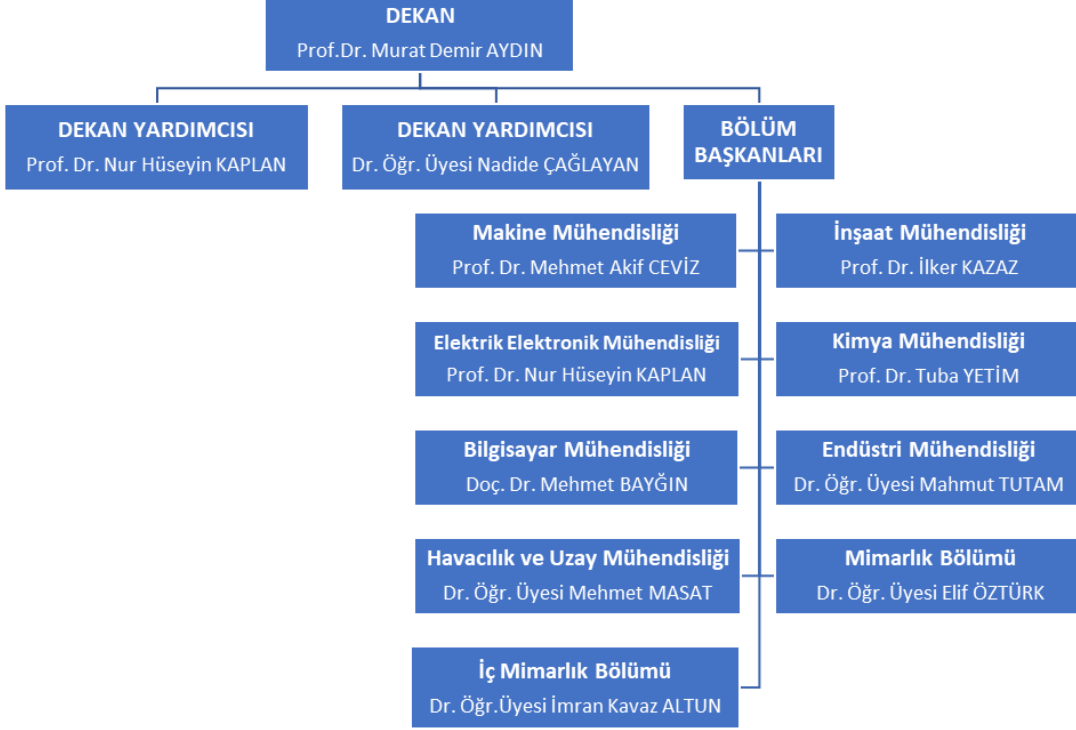 DEKAN
Prof.Dr. Murat Demir AYDIN
DEKAN YARDIMCISI
Prof. Dr. Nur Hüseyin KAPLAN
DEKAN YARDIMCISI
Dr. Öğr. Üyesi Nadide ÇAĞLAYAN
BÖLÜM
BAŞKANLARI
Makine Mühendisliği
Prof. Dr. Mehmet Akif CEVİZ
İnşaat Mühendisliği
Prof. Dr. İlker KAZAZ
Elektrik Elektronik Mühendisliği
Prof. Dr. Nur Hüseyin KAPLAN
Kimya Mühendisliği
Prof. Dr. Tuba YETİM
Bilgisayar Mühendisliği
Doç. Dr. Mehmet BAYĞIN
Endüstri Mühendisliği
Dr. Öğr. Üyesi Mahmut TUTAM
Havacılık ve Uzay Mühendisliği
Dr. Öğr. Üyesi Mehmet MASAT
Mimarlık Bölümü
Dr. Öğr. Üyesi Elif ÖZTÜRK
İç Mimarlık Bölümü
Dr. Öğr.Üyesi İmran Kavaz ALTUN